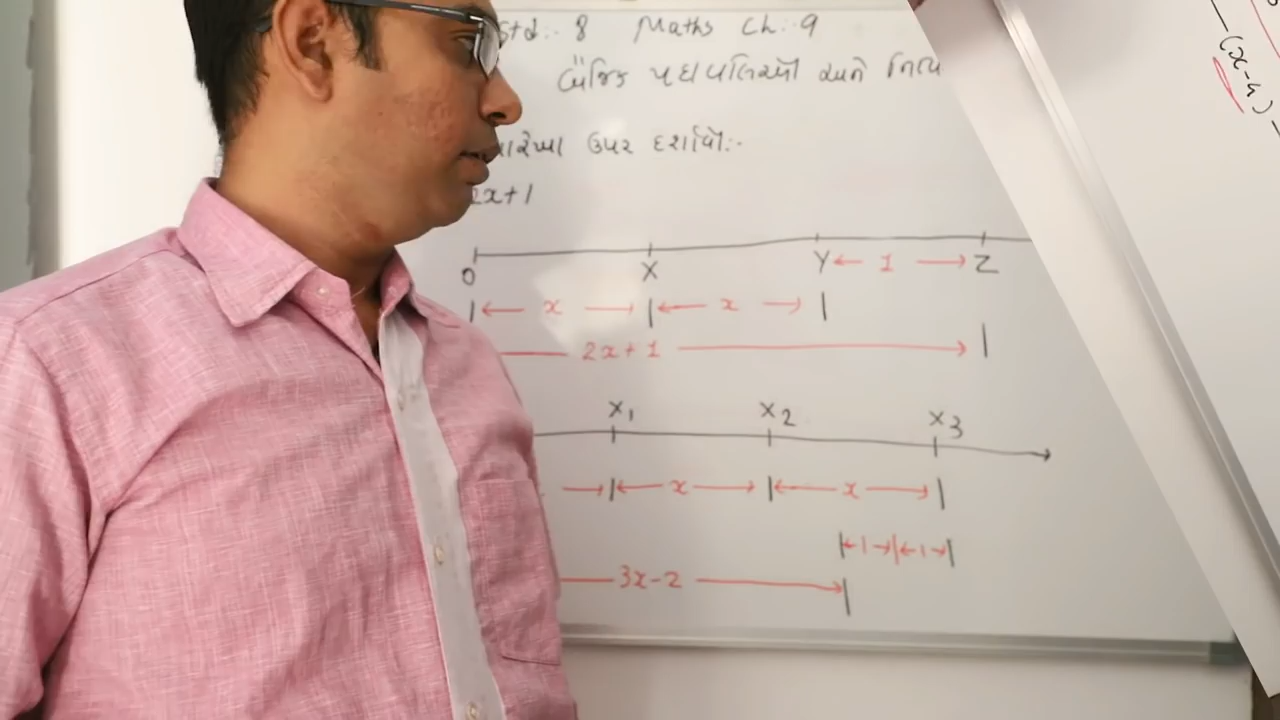 Std:- 8 Maths Ch:-9
બૈજિક પદાવલિઓ અને નિત્ય
ઉપર દર્શાવો:-
2x+1
O X Y ← 1 → Z
← x → ← x →
2x+1
X1 X2 X3
← x → ← x →
←1→ ←1→
3x-2
(x-4)